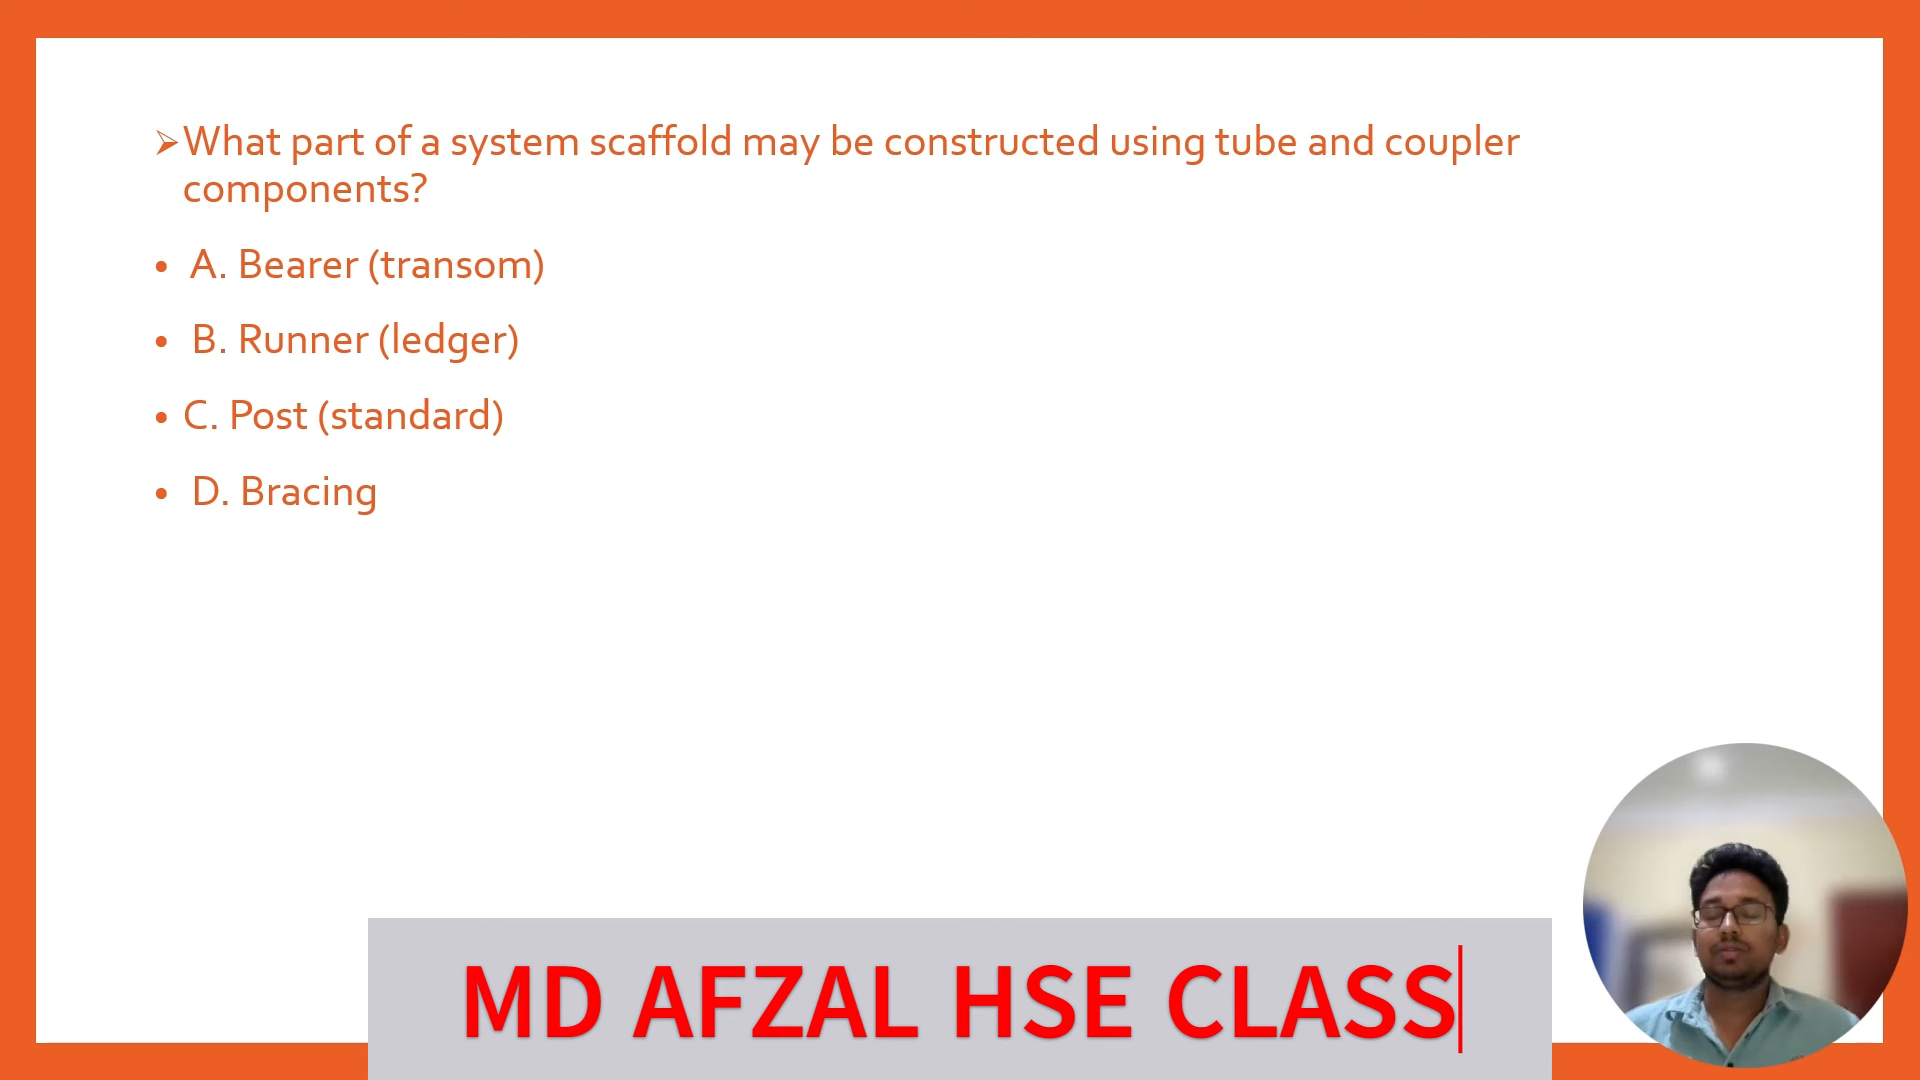 ➢What part of a system scaffold may be constructed using tube and coupler
components?
• A. Bearer (transom)
• B. Runner (ledger)
• C. Post (standard)
• D. Bracing
MD AFZAL HSE CLASS